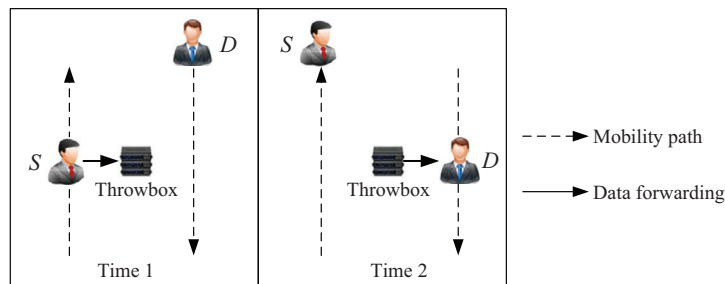 D
S
Throwbox
Time 1
S
Throwbox
D
Time 2
Mobility path
Data forwarding